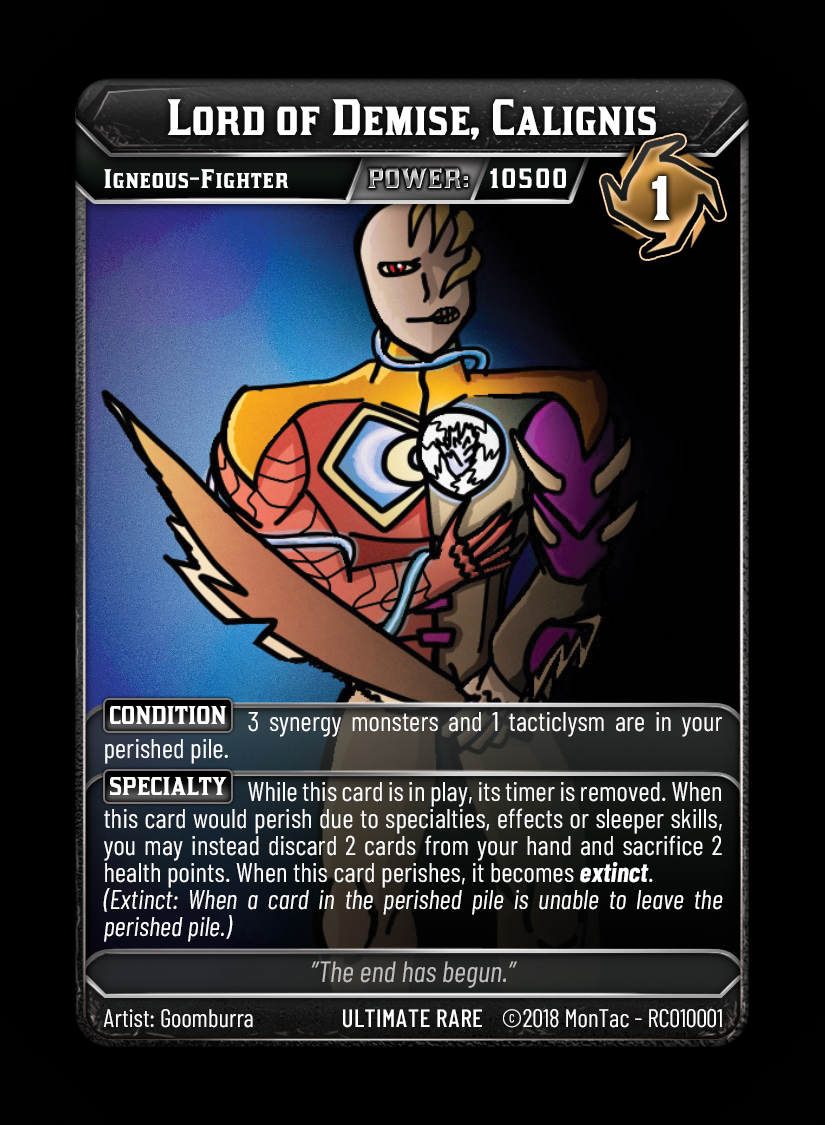 Lord of Demise, Calignis
Igneous-Fighter POWER: 10500 1
CONDITION 3 synergy monsters and 1 tacticlysm are in your
perished pile.
SPECIALTY While this card is in play, its timer is removed. When
this card would perish due to specialties, effects or sleeper skills,
you may instead discard 2 cards from your hand and sacrifice 2
health points. When this card perishes, it becomes extinct.
(Extinct: When a card in the perished pile is unable to leave the
perished pile.)
"The end has begun."
Artist: Goomburra ULTIMATE RARE ©2018 MonTac - RC010001